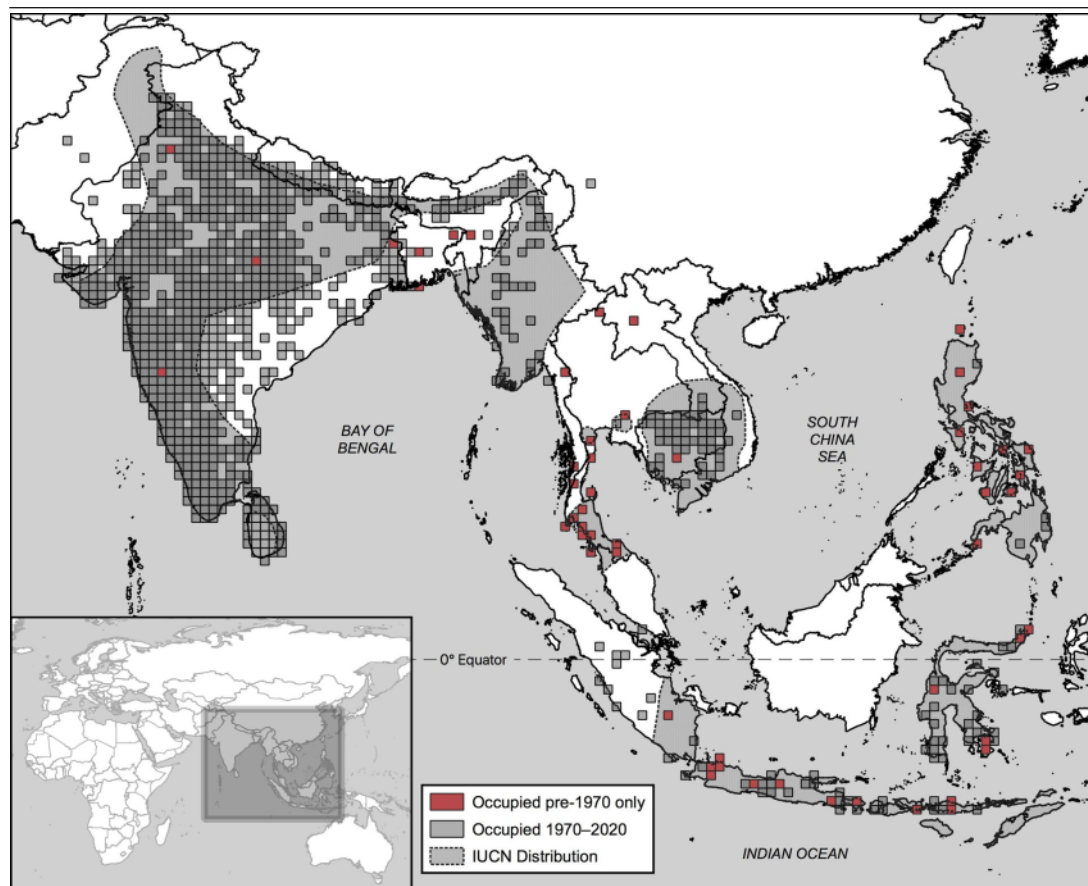 BAY OF
BENGAL
SOUTH
CHINA
SEA
0° Equator
Occupied pre-1970 only
Occupied 1970–2020
IUCN Distribution
INDIAN OCEAN